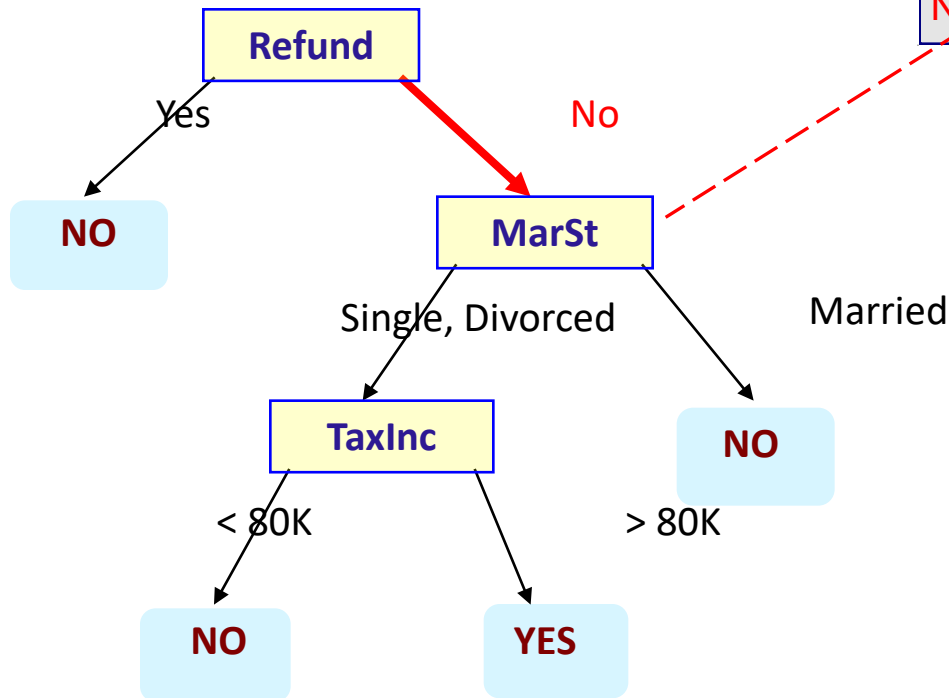 Refund
Yes
No
NO
MarSt
Single, Divorced
Married
TaxInc
NO
< 80K
> 80K
NO
YES